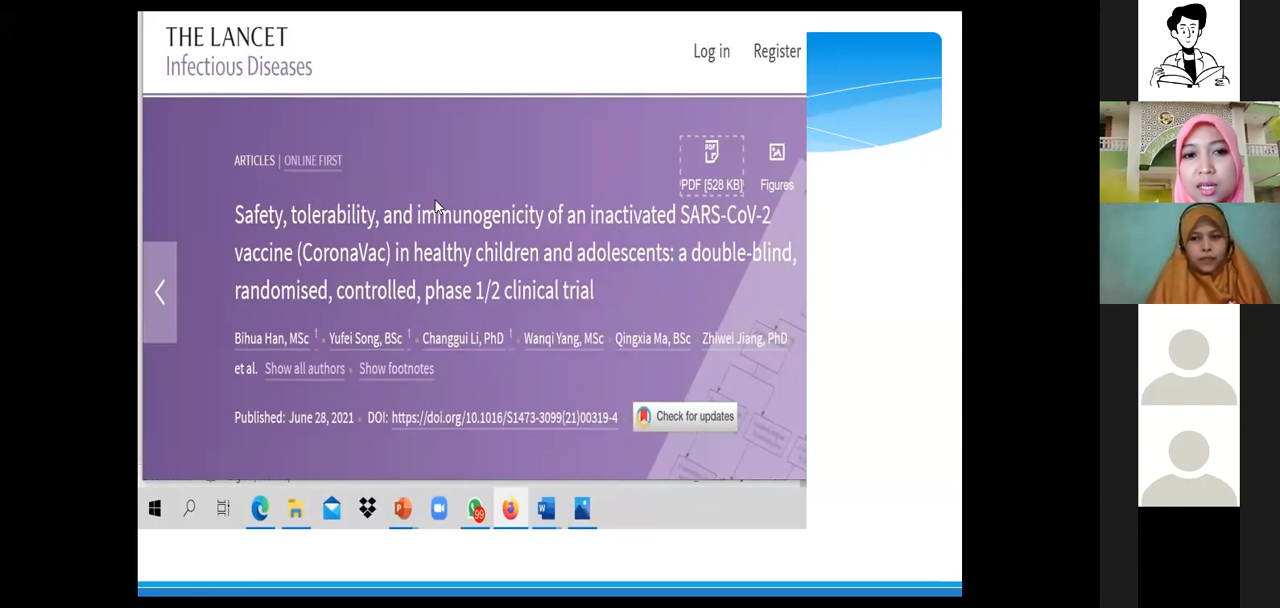 THE LANCET
Infectious Diseases
Log in Register
PDF [528 KB] Figures
ARTICLES | ONLINE FIRST
Safety, tolerability, and immunogenicity of an inactivated SARS-CoV-2
vaccine (CoronaVac) in healthy children and adolescents: a double-blind,
randomised, controlled, phase 1/2 clinical trial
Bihua Han, MSc † • Yufei Song, BSc † • Changgui Li, PhD † • Wanqi Yang, MSc • Qingxia Ma, BSc • Zhiwei Jiang, PhD
et al. Show all authors • Show footnotes
Published: June 28, 2021 • DOI: https://doi.org/10.1016/S1473-3099(21)00319-4 • Check for updates
99